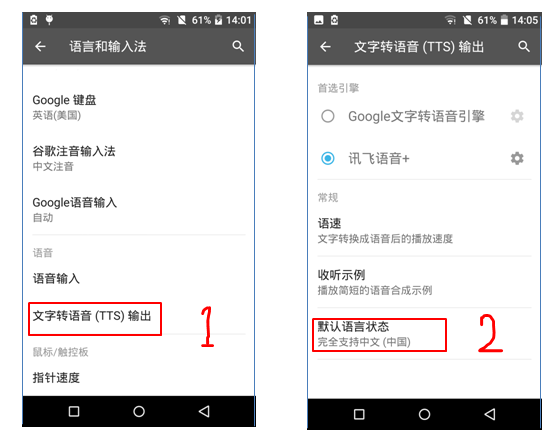 61% 14:01
语言和输入法
Google 键盘
英语(美国)
谷歌注音输入法
中文注音
Google语音输入
自动
语音
语音输入
文字转语音 (TTS) 输出
1
鼠标/触控板
指针速度
61% 14:05
文字转语音 (TTS) 输出
首选引擎
Google文字转语音引擎
讯飞语音+
常规
语速
文字转换成语音后的播放速度
收听示例
播放简短的语音合成示例
默认语言状态
完全支持中文 (中国)
2